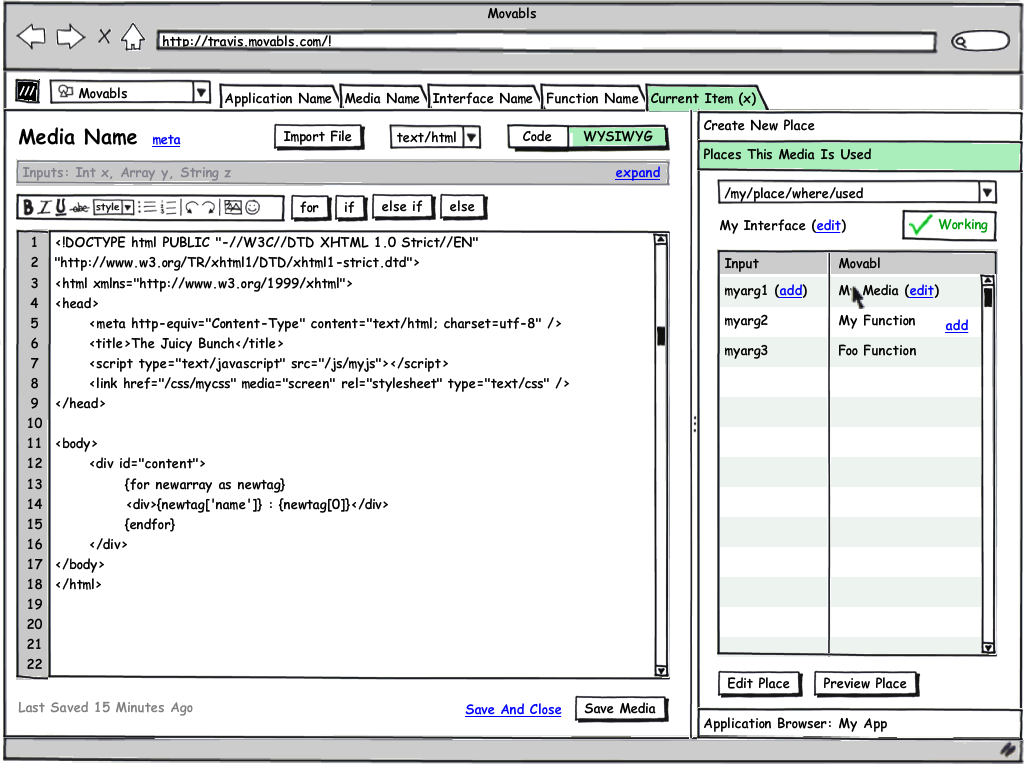 Movabls
http://travis.movabls.com/!
Movabls
Application Name
Media Name
Interface Name
Function Name
Current Item (x)
Media Name meta
Import File
text/html
Code WYSIWYG
Inputs: Int x, Array y, String z expand
B I U abc style
for
if
else if
else
1 <!DOCTYPE html PUBLIC "-//W3C//DTD XHTML 1.0 Strict//EN"
2 "http://www.w3.org/TR/xhtml1/DTD/xhtml1-strict.dtd">
3 <html xmlns="http://www.w3.org/1999/xhtml">
4 <head>
5 <meta http-equiv="Content-Type" content="text/html; charset=utf-8" />
6 <title>The Juicy Bunch</title>
7 <script type="text/javascript" src="/js/myjs"></script>
8 <link href="/css/mycss" media="screen" rel="stylesheet" type="text/css" />
9 </head>
10
11 <body>
12 <div id="content">
13 {for newarray as newtag}
14 <div>{newtag['name']} : {newtag[0]}</div>
15 {endfor}
16 </div>
17 </body>
18 </html>
19
20
21
22
Last Saved 15 Minutes Ago
Save And Close
Save Media
Create New Place
Places This Media Is Used
/my/place/where/used
My Interface (edit)
Working
Input Movabl
myarg1 (add) My Media (edit)
myarg2 My Function add
myarg3 Foo Function
Edit Place
Preview Place
Application Browser: My App